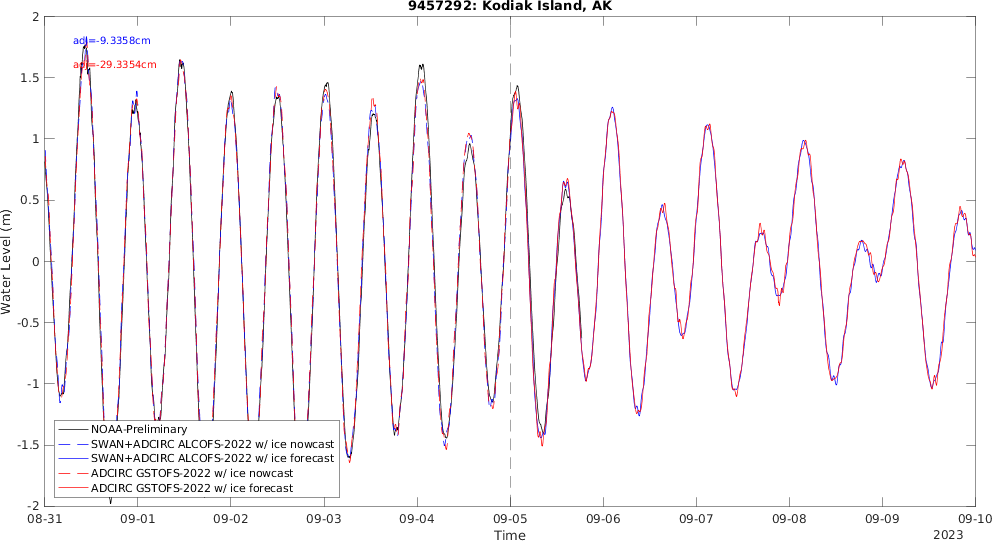 9457292: Kodiak Island, AK
2
1.5
1
0.5
0
-0.5
-1
-1.5
-2
Water Level (m)
adj=-9.3358cm
adj=-29.3354cm
NOAA-Preliminary
SWAN+ADCIRC ALCOFS-2022 w/ ice nowcast
SWAN+ADCIRC ALCOFS-2022 w/ ice forecast
ADCIRC GSTOFS-2022 w/ ice nowcast
ADCIRC GSTOFS-2022 w/ ice forecast
08-31 09-01 09-02 09-03 09-04 09-05 09-06 09-07 09-08 09-09 09-10
Time
2023